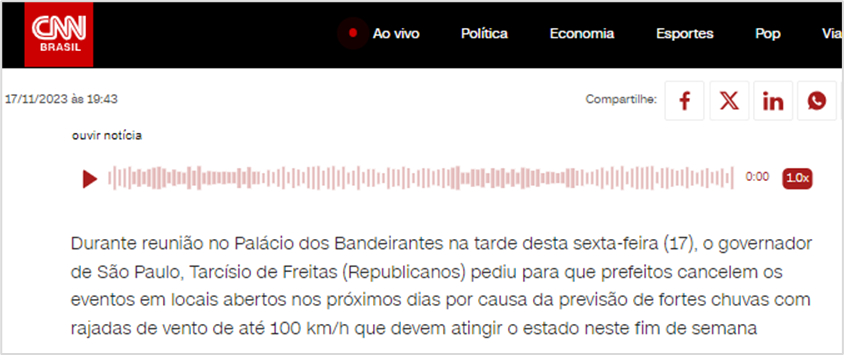 CNN
BRASIL
Ao vivo Política Economia Esportes Pop Via
17/11/2023 às 19:43
Compartilhe:
ouvir notícia
0:00 1.0x
Durante reunião no Palácio dos Bandeirantes na tarde desta sexta-feira (17), o governador
de São Paulo, Tarcísio de Freitas (Republicanos) pediu para que prefeitos cancelem os
eventos em locais abertos nos próximos dias por causa da previsão de fortes chuvas com
rajadas de vento de até 100 km/h que devem atingir o estado neste fim de semana